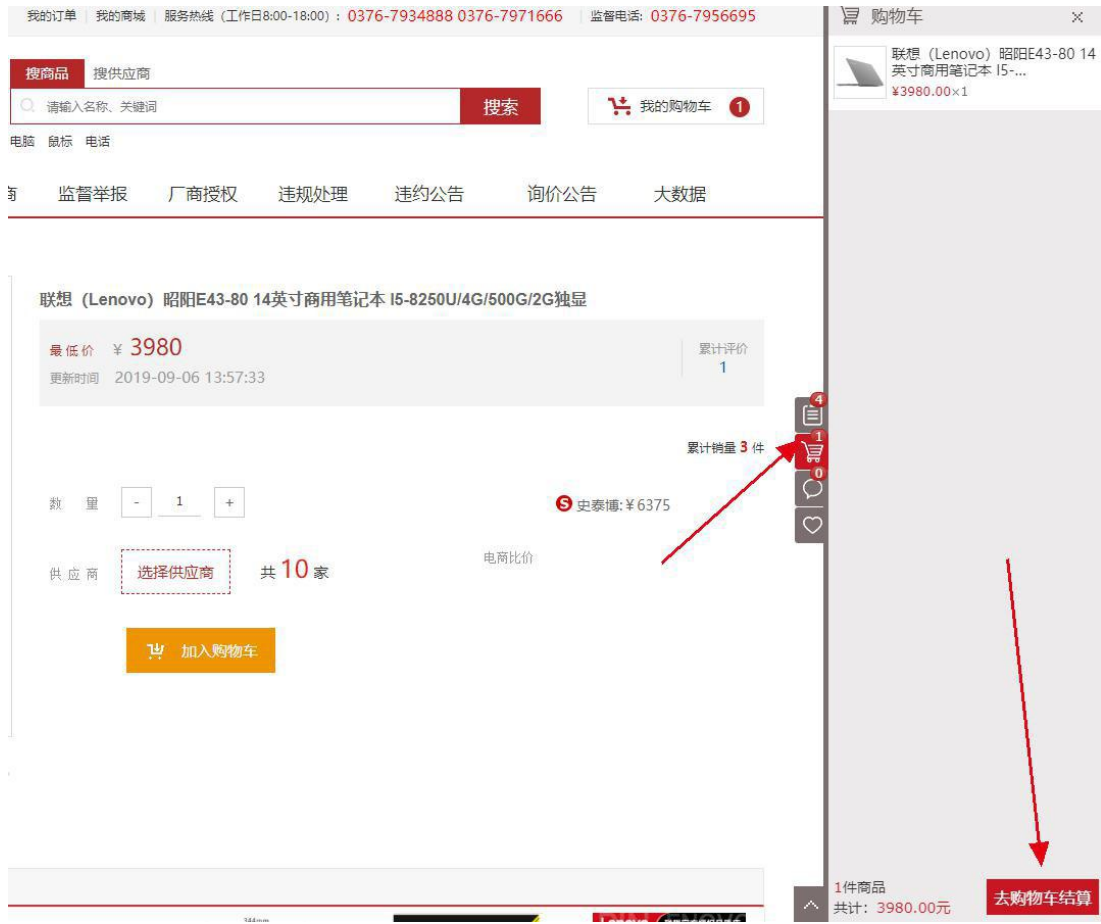 我的订单 我的商城 服务热线（工作日8:00-18:00）: 0376-7934888 0376-7971666 监督电话: 0376-7956695
搜商品 搜供应商
请输入名称、关键词 搜索 我的购物车 1
电脑 鼠标 电话
商 监督举报 厂商授权 违规处理 违约公告 询价公告 大数据
联想（Lenovo）昭阳E43-80 14英寸商用笔记本 I5-8250U/4G/500G/2G独显
最低价 ¥ 3980
更新时间 2019-09-06 13:57:33
累计评价
1
累计销量 3 件
数 量 - 1 +
S 史泰博:¥6375
电商比价
供应商 选择供应商 共 10 家
加入购物车
344mm
4
1
0
购物车 ×
联想（Lenovo）昭阳E43-80 14
英寸商用笔记本 I5-...
¥3980.00×1
1件商品
共计：3980.00元
去购物车结算